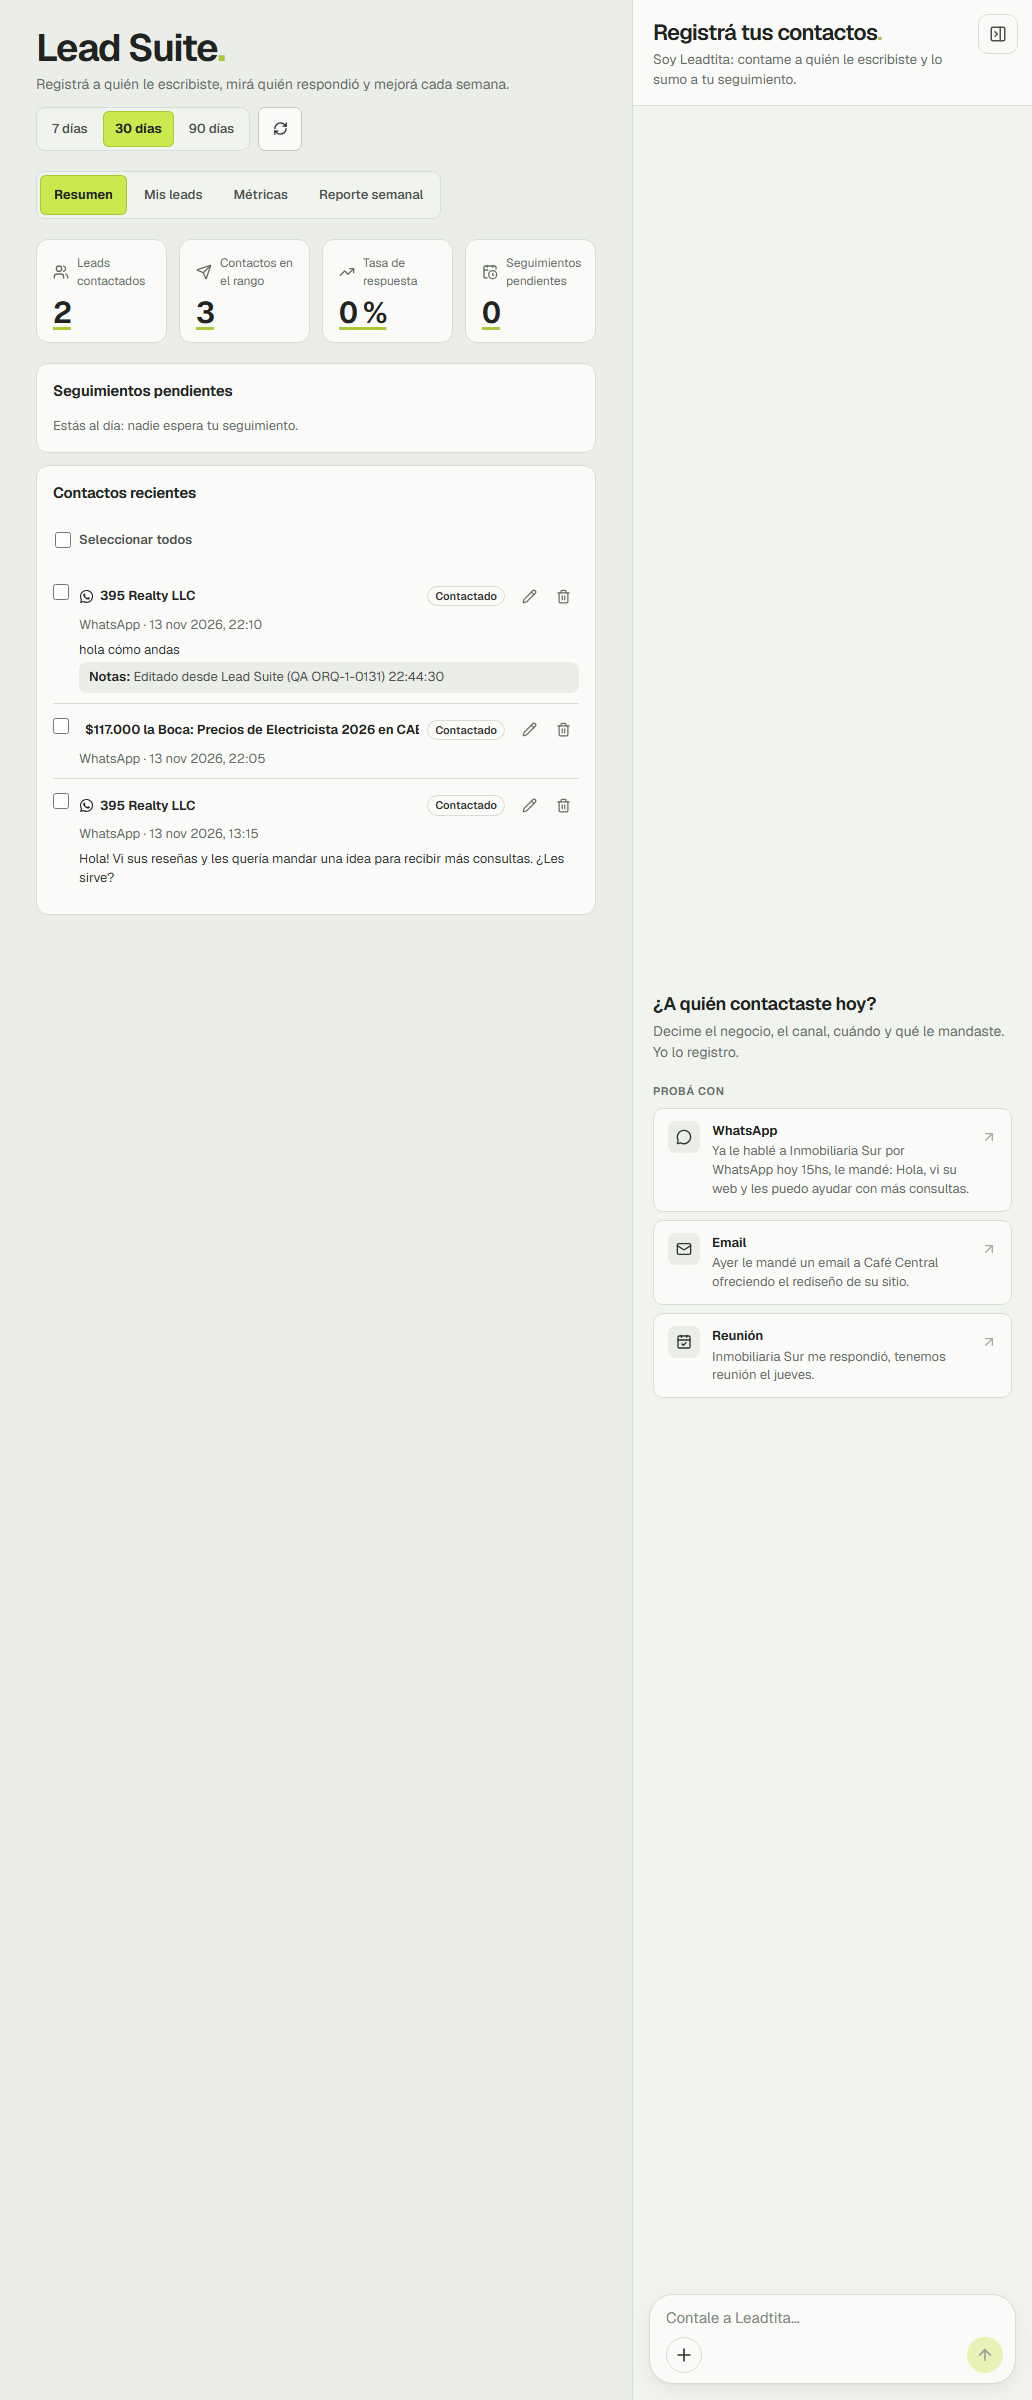 Lead Suite.
Registrá a quién le escribiste, mirá quién respondió y mejorá cada semana.
7 días
30 días
90 días
Resumen
Mis leads
Métricas
Reporte semanal
Leads
contactados
2
Contactos en
el rango
3
Tasa de
respuesta
0 %
Seguimientos
pendientes
0
Seguimientos pendientes
Estás al día: nadie espera tu seguimiento.
Contactos recientes
Seleccionar todos
395 Realty LLC
Contactado
WhatsApp · 13 nov 2026, 22:10
hola cómo andas
Notas: Editado desde Lead Suite (QA ORQ-1-0131) 22:44:30
$117.000 la Boca: Precios de Electricista 2026 en
Contactado
WhatsApp · 13 nov 2026, 22:05
395 Realty LLC
Contactado
WhatsApp · 13 nov 2026, 13:15
Hola! Vi sus reseñas y les quería mandar una idea para recibir más consultas. ¿Les
sirve?
Registrá tus contactos.
Soy Leadtita: contame a quién le escribiste y lo
sumo a tu seguimiento.
¿A quién contactaste hoy?
Decime el negocio, el canal, cuándo y qué le mandaste.
Yo lo registro.
PROBÁ CON
WhatsApp
Ya le hablé a Inmobiliaria Sur por
WhatsApp hoy 15hs, le mandé: Hola, vi su
web y les puedo ayudar con más consultas.
Email
Ayer le mandé un email a Café Central
ofreciendo el rediseño de su sitio.
Reunión
Inmobiliaria Sur me respondió, tenemos
reunión el jueves.
Contale a Leadtita...